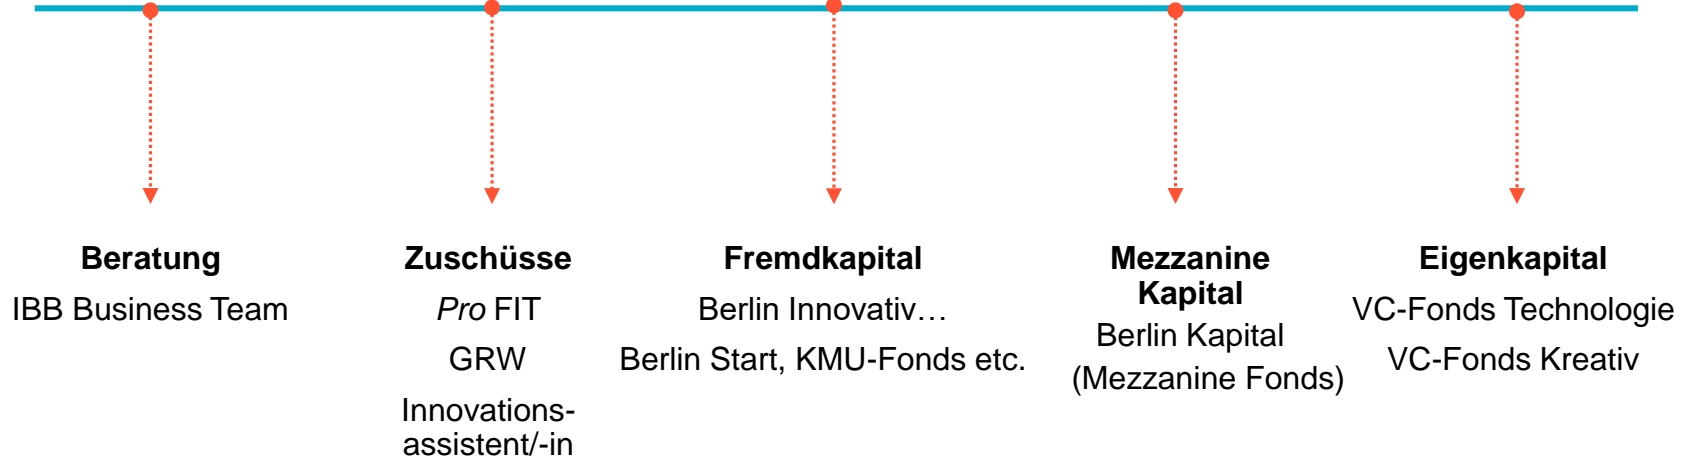 Beratung
IBB Business Team
Zuschüsse
Pro FIT
GRW
Innovations-
assistent/-in
Fremdkapital
Berlin Innovativ…
Berlin Start, KMU-Fonds etc.
Mezzanine
Kapital
Berlin Kapital
(Mezzanine Fonds)
Eigenkapital
VC-Fonds Technologie
VC-Fonds Kreativ